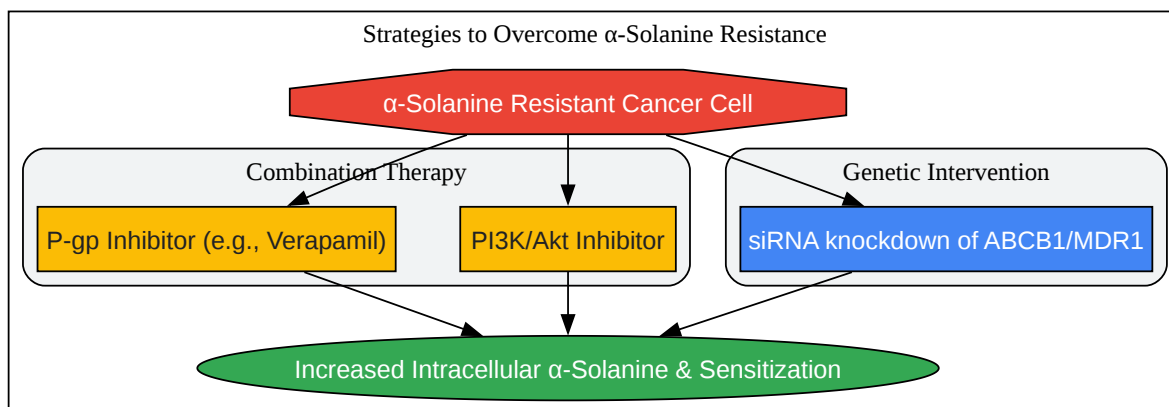 Strategies to Overcome α-Solanine Resistance
α-Solanine Resistant Cancer Cell
Combination Therapy
Genetic Intervention
P-gp Inhibitor (e.g., Verapamil)
PI3K/Akt Inhibitor
siRNA knockdown of ABCB1/MDR1
Increased Intracellular α-Solanine & Sensitization